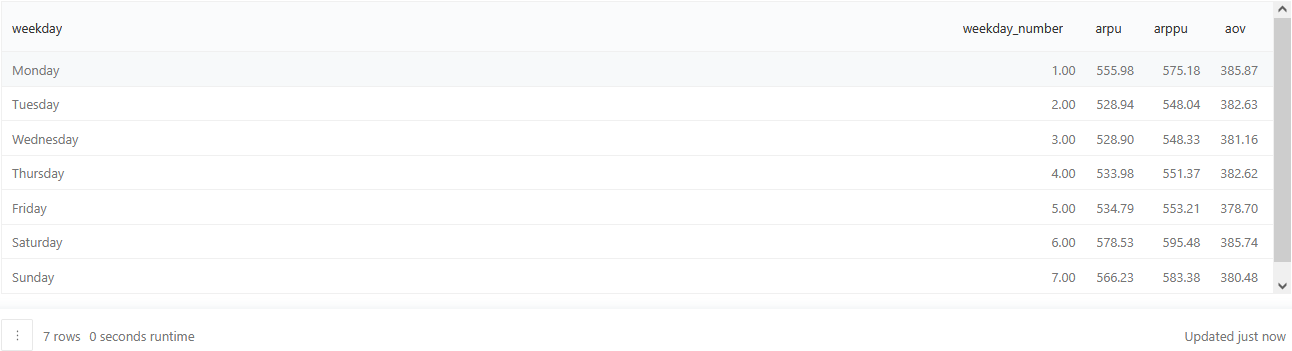 weekday weekday_number arpu arppu aov
Monday 1.00 555.98 575.18 385.87
Tuesday 2.00 528.94 548.04 382.63
Wednesday 3.00 528.90 548.33 381.16
Thursday 4.00 533.98 551.37 382.62
Friday 5.00 534.79 553.21 378.70
Saturday 6.00 578.53 595.48 385.74
Sunday 7.00 566.23 583.38 380.48
7 rows 0 seconds runtime Updated just now